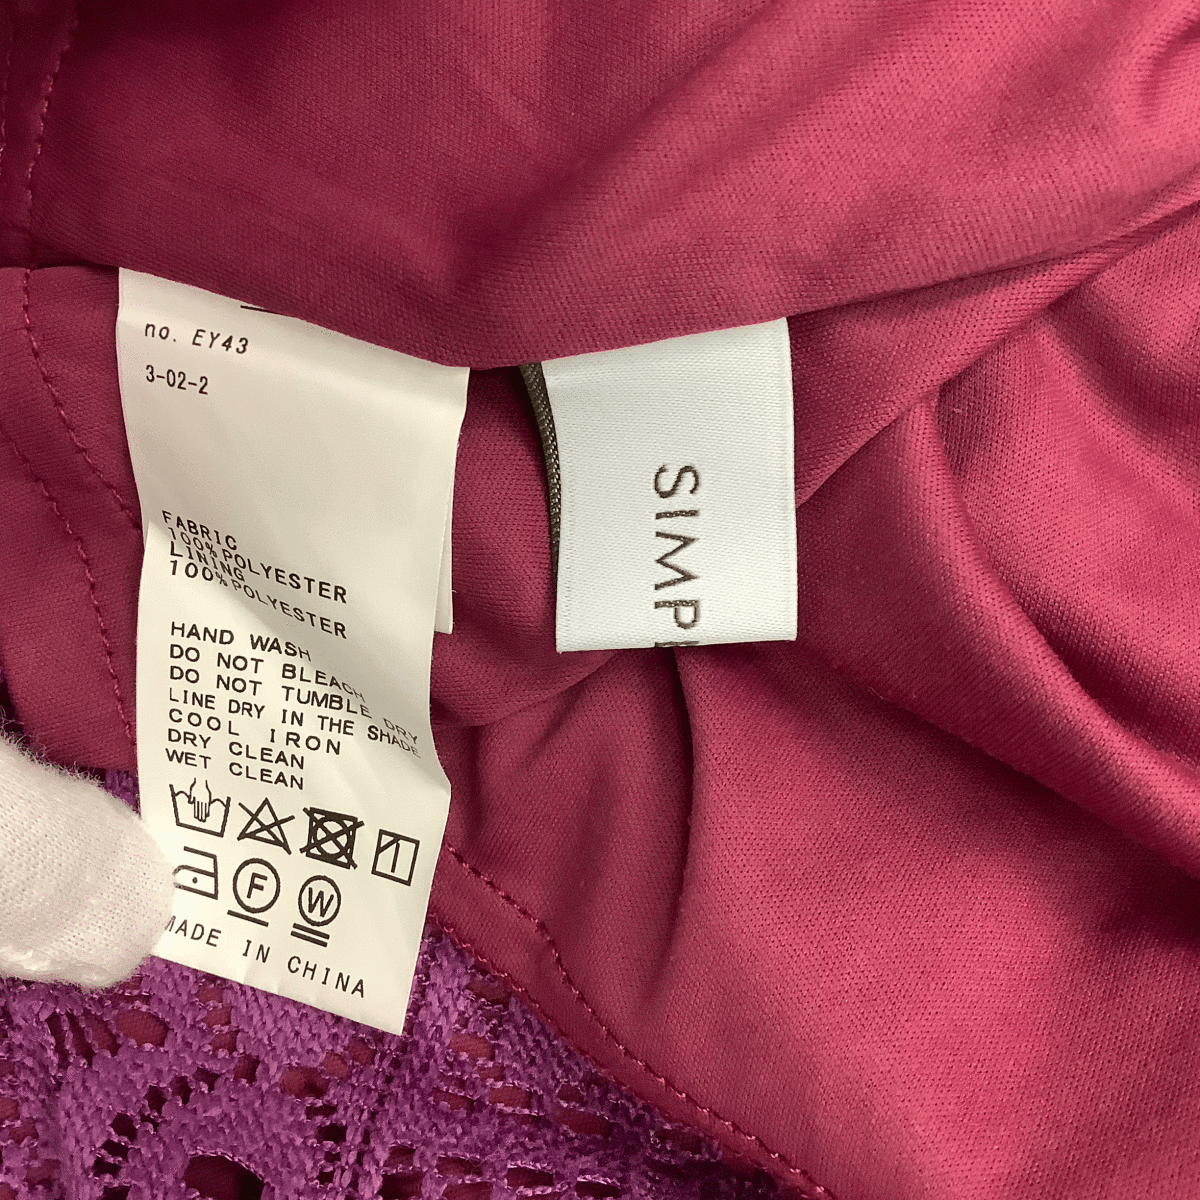 no. EY43
3-02-2
FABRIC
100%POLYESTER
LINING
100%POLYESTER
HAND WASH
DO NOT BLEACH
DO NOT TUMBLE DRY
LINE DRY IN THE SHADE
COOL IRON
DRY CLEAN
WET CLEAN
F
W
MADE IN CHINA
SIMP